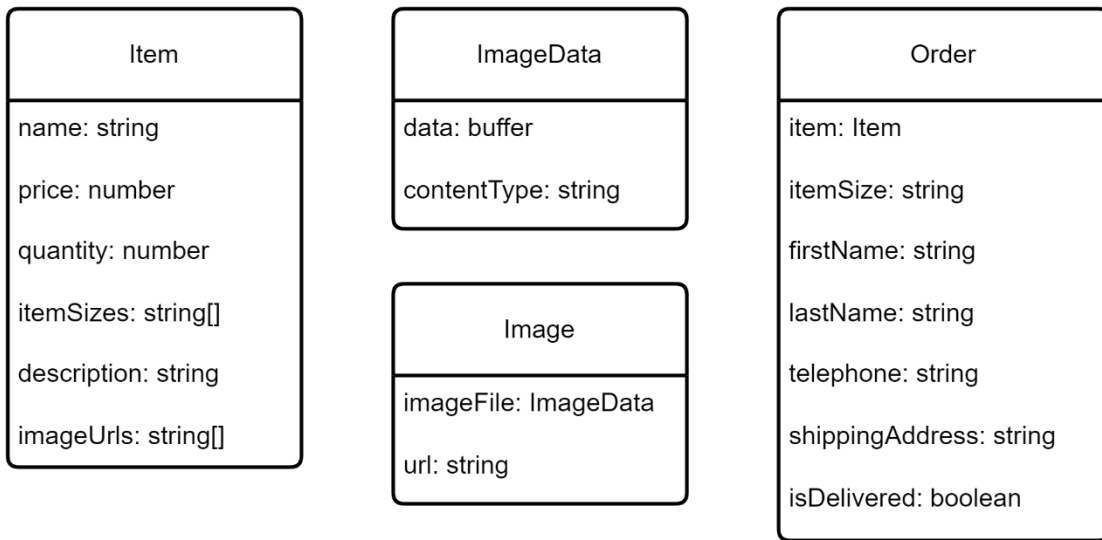 Item
name: string
price: number
quantity: number
itemSizes: string[]
description: string
imageUrls: string[]
ImageData
data: buffer
contentType: string
Image
imageFile: ImageData
url: string
Order
item: Item
itemSize: string
firstName: string
lastName: string
telephone: string
shippingAddress: string
isDelivered: boolean